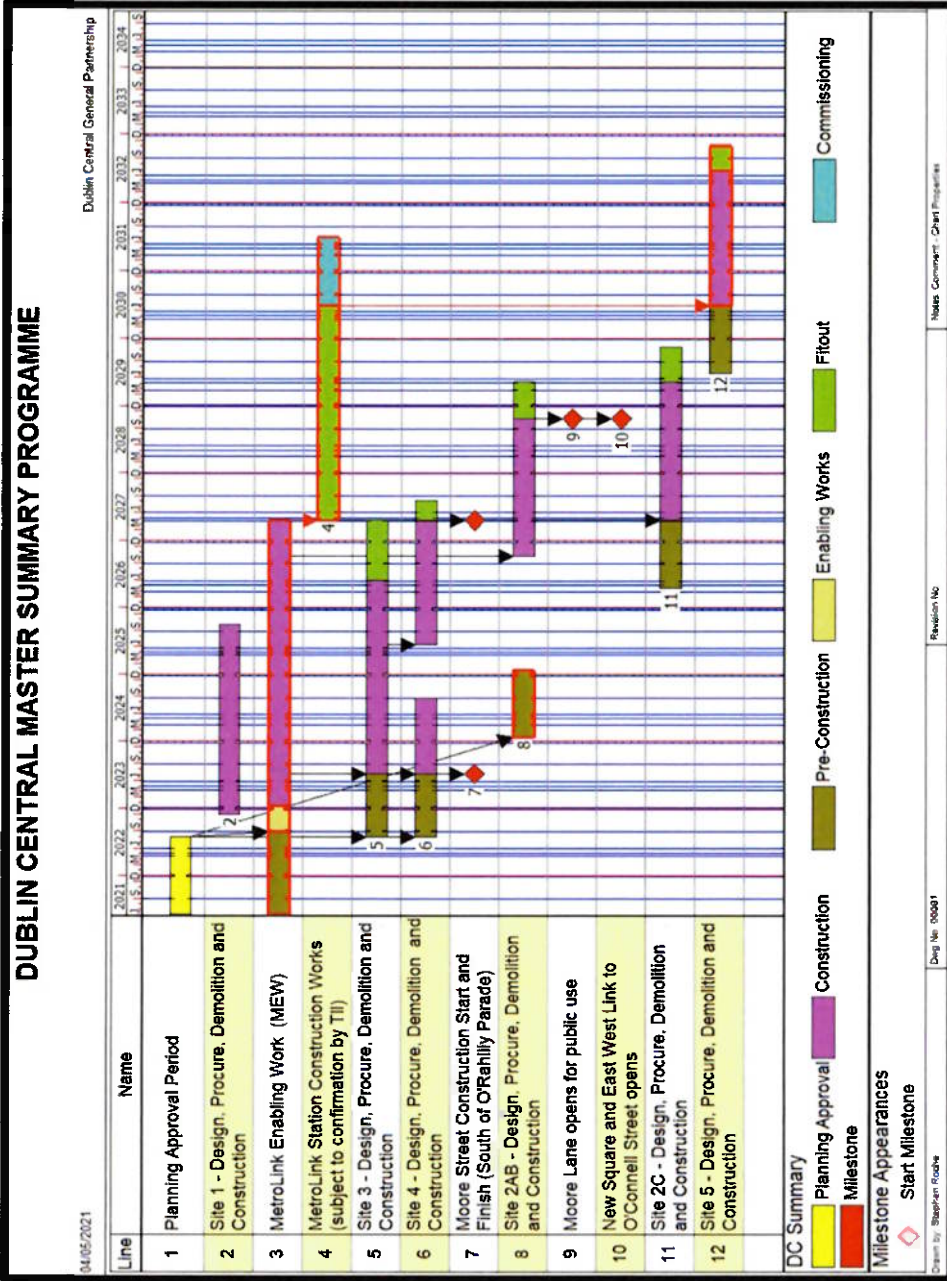 DUBLIN CENTRAL MASTER SUMMARY PROGRAMME
04/05/2021
Dublin Central General Partnership
Line
Name
2021 2022 2023 2024 2025 2026 2027 2028 2029 2030 2031 2032 2033 2034
1 Planning Approval Period
2 Site 1 - Design, Procure, Demolition and
Construction
3 MetroLink Enabling Work (MEW)
4 MetroLink Station Construction Works
(subject to confirmation by TII)
5 Site 3 - Design, Procure, Demolition and
Construction
6 Site 4 - Design, Procure, Demolition and
Construction
7 Moore Street Construction Start and
Finish (South of O'Rahilly Parade)
8 Site 2AB - Design, Procure, Demolition
and Construction
9 Moore Lane opens for public use
10 New Square and East West Link to
O'Connell Street opens
11 Site 2C - Design, Procure, Demolition
and Construction
12 Site 5 - Design, Procure, Demolition and
Construction
2
4
5
6
7
8
9
10
11
12
DC Summary
Planning Approval Construction Pre-Construction Enabling Works Fitout Commissioning
Milestone
Milestone Appearances
Start Milestone
Drawn by Stephen Roche
Dwg No 00001
Revision No
Notes Comment - Chart Properties